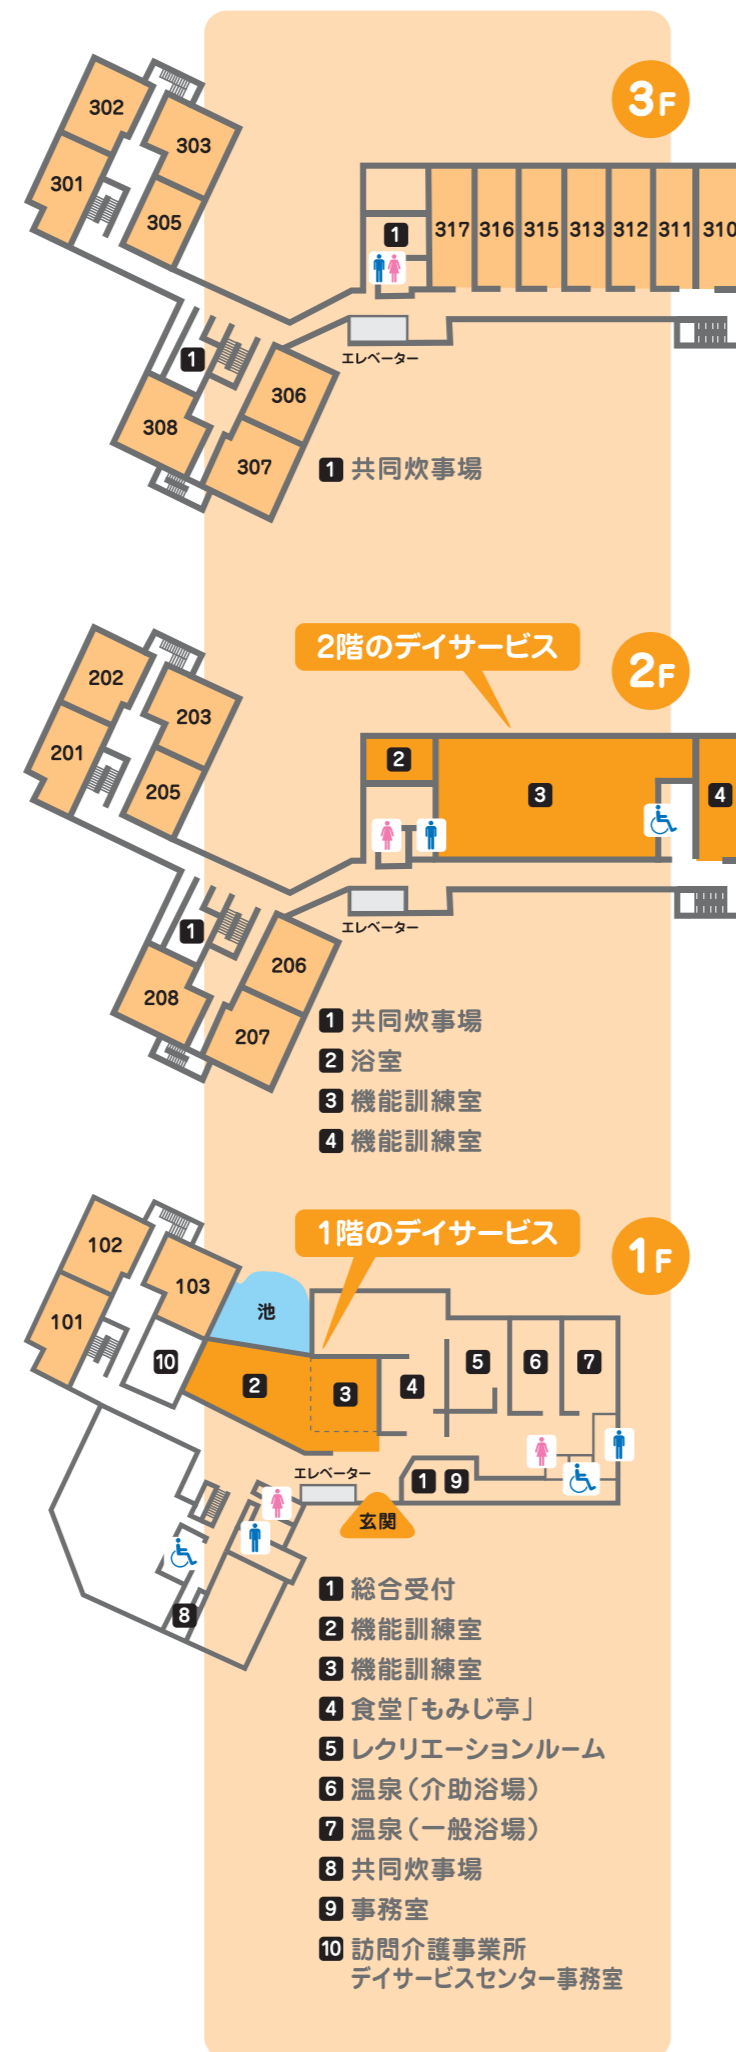 3F
302
303
301
305
1
317 316 315 313 312 311 310
エレベーター
1
306
308
307
1 共同炊事場
2階のデイサービス
2F
202
203
201
205
2
3
4
エレベーター
1
206
208
207
1 共同炊事場
2 浴室
3 機能訓練室
4 機能訓練室
1階のデイサービス
1F
102
103
101
池
10
2
3
4
5
6
7
エレベーター
1 9
玄関
8
1 総合受付
2 機能訓練室
3 機能訓練室
4 食堂「もみじ亭」
5 レクリエーションルーム
6 温泉（介助浴場）
7 温泉（一般浴場）
8 共同炊事場
9 事務室
10 訪問介護事業所
デイサービスセンター事務室